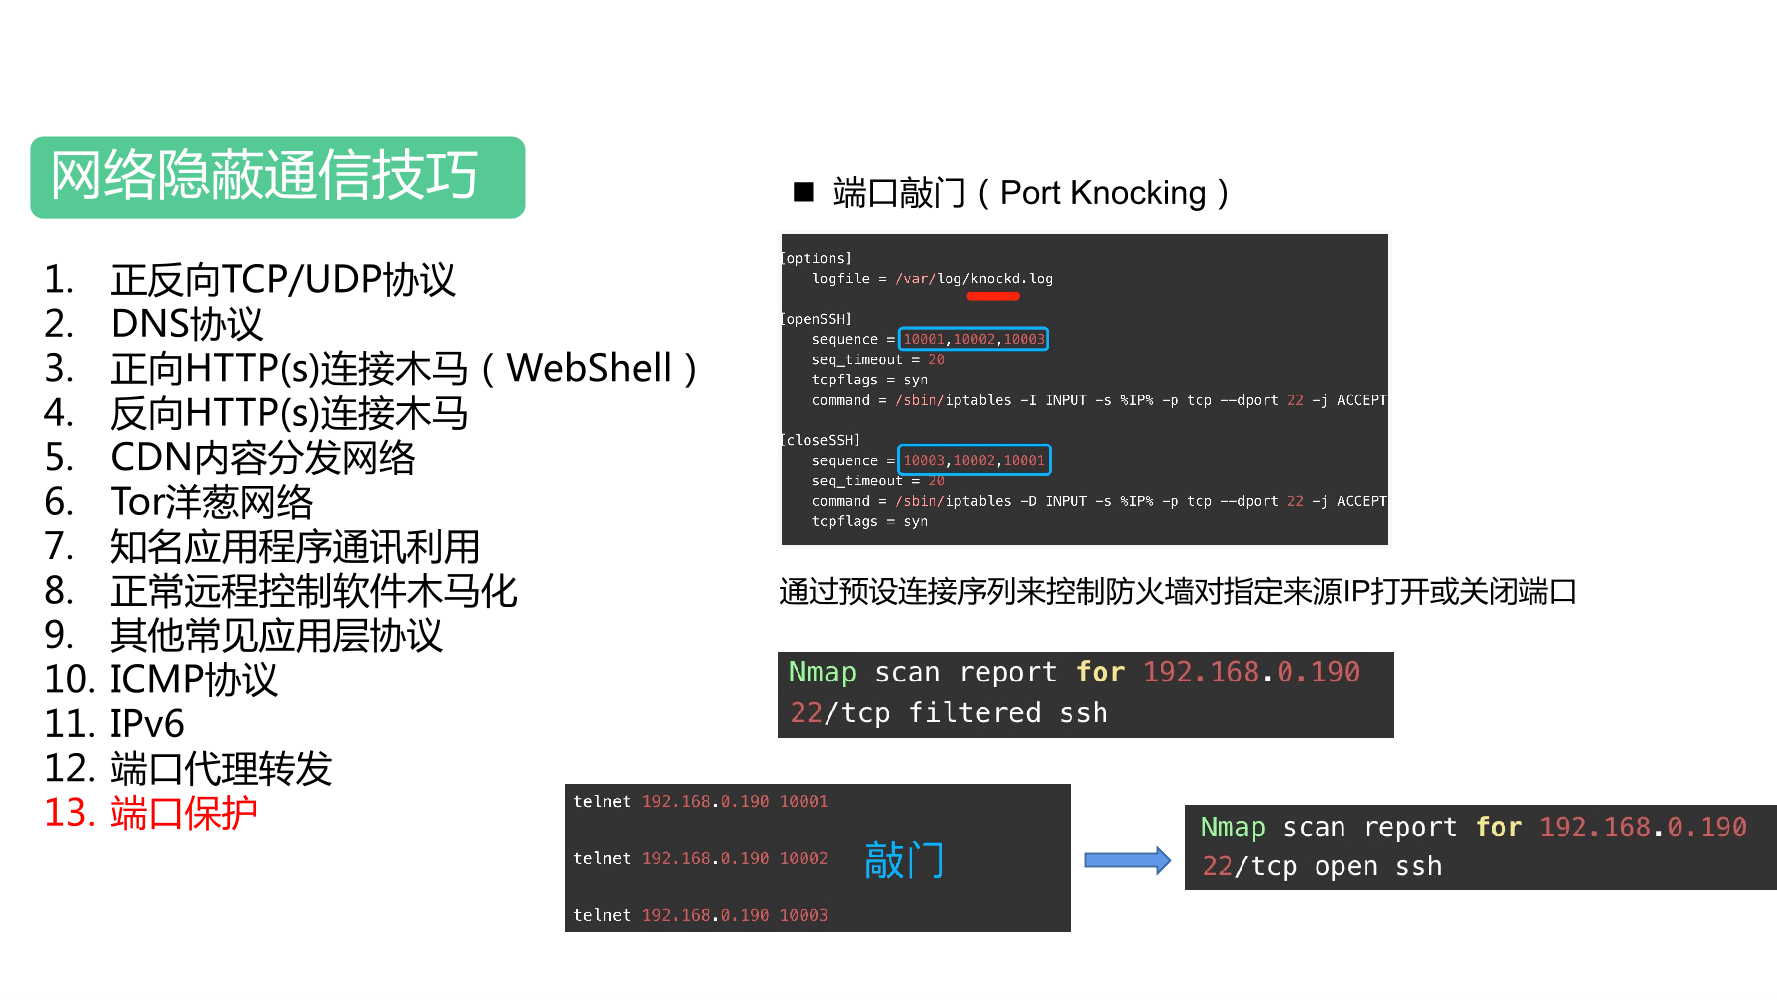 网络隐蔽通信技巧
1. 正反向TCP/UDP协议
2. DNS协议
3. 正向HTTP(s)连接木马（WebShell）
4. 反向HTTP(s)连接木马
5. CDN内容分发网络
6. Tor洋葱网络
7. 知名应用程序通讯利用
8. 正常远程控制软件木马化
9. 其他常见应用层协议
10. ICMP协议
11. IPv6
12. 端口代理转发
13. 端口保护
■ 端口敲门（Port Knocking）
[options]
logfile = /var/log/knockd.log
[openSSH]
sequence = 10001,10002,10003
seq_timeout = 20
tcpflags = syn
command = /sbin/iptables -I INPUT -s %IP% -p tcp --dport 22 -j ACCEPT
[closeSSH]
sequence = 10003,10002,10001
seq_timeout = 20
command = /sbin/iptables -D INPUT -s %IP% -p tcp --dport 22 -j ACCEPT
tcpflags = syn
通过预设连接序列来控制防火墙对指定来源IP打开或关闭端口
Nmap scan report for 192.168.0.190
22/tcp filtered ssh
telnet 192.168.0.190 10001
telnet 192.168.0.190 10002
敲门
telnet 192.168.0.190 10003
Nmap scan report for 192.168.0.190
22/tcp open ssh